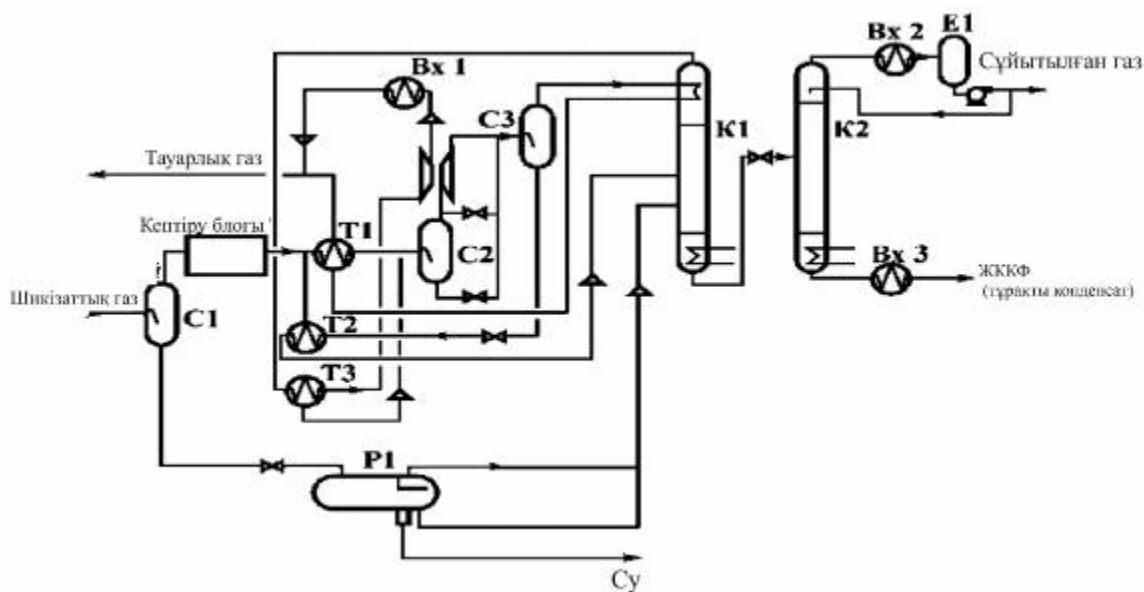 E1
Вх 2
Сұйытылған газ
Вх 1
С3
К1
К2
Тауарлық газ
Кептіру блогы
Т1
С2
Вх 3
ЖККФ
(тұрақты конденсат)
Шикізаттық газ
С1
Т2
Т3
Р1
Су